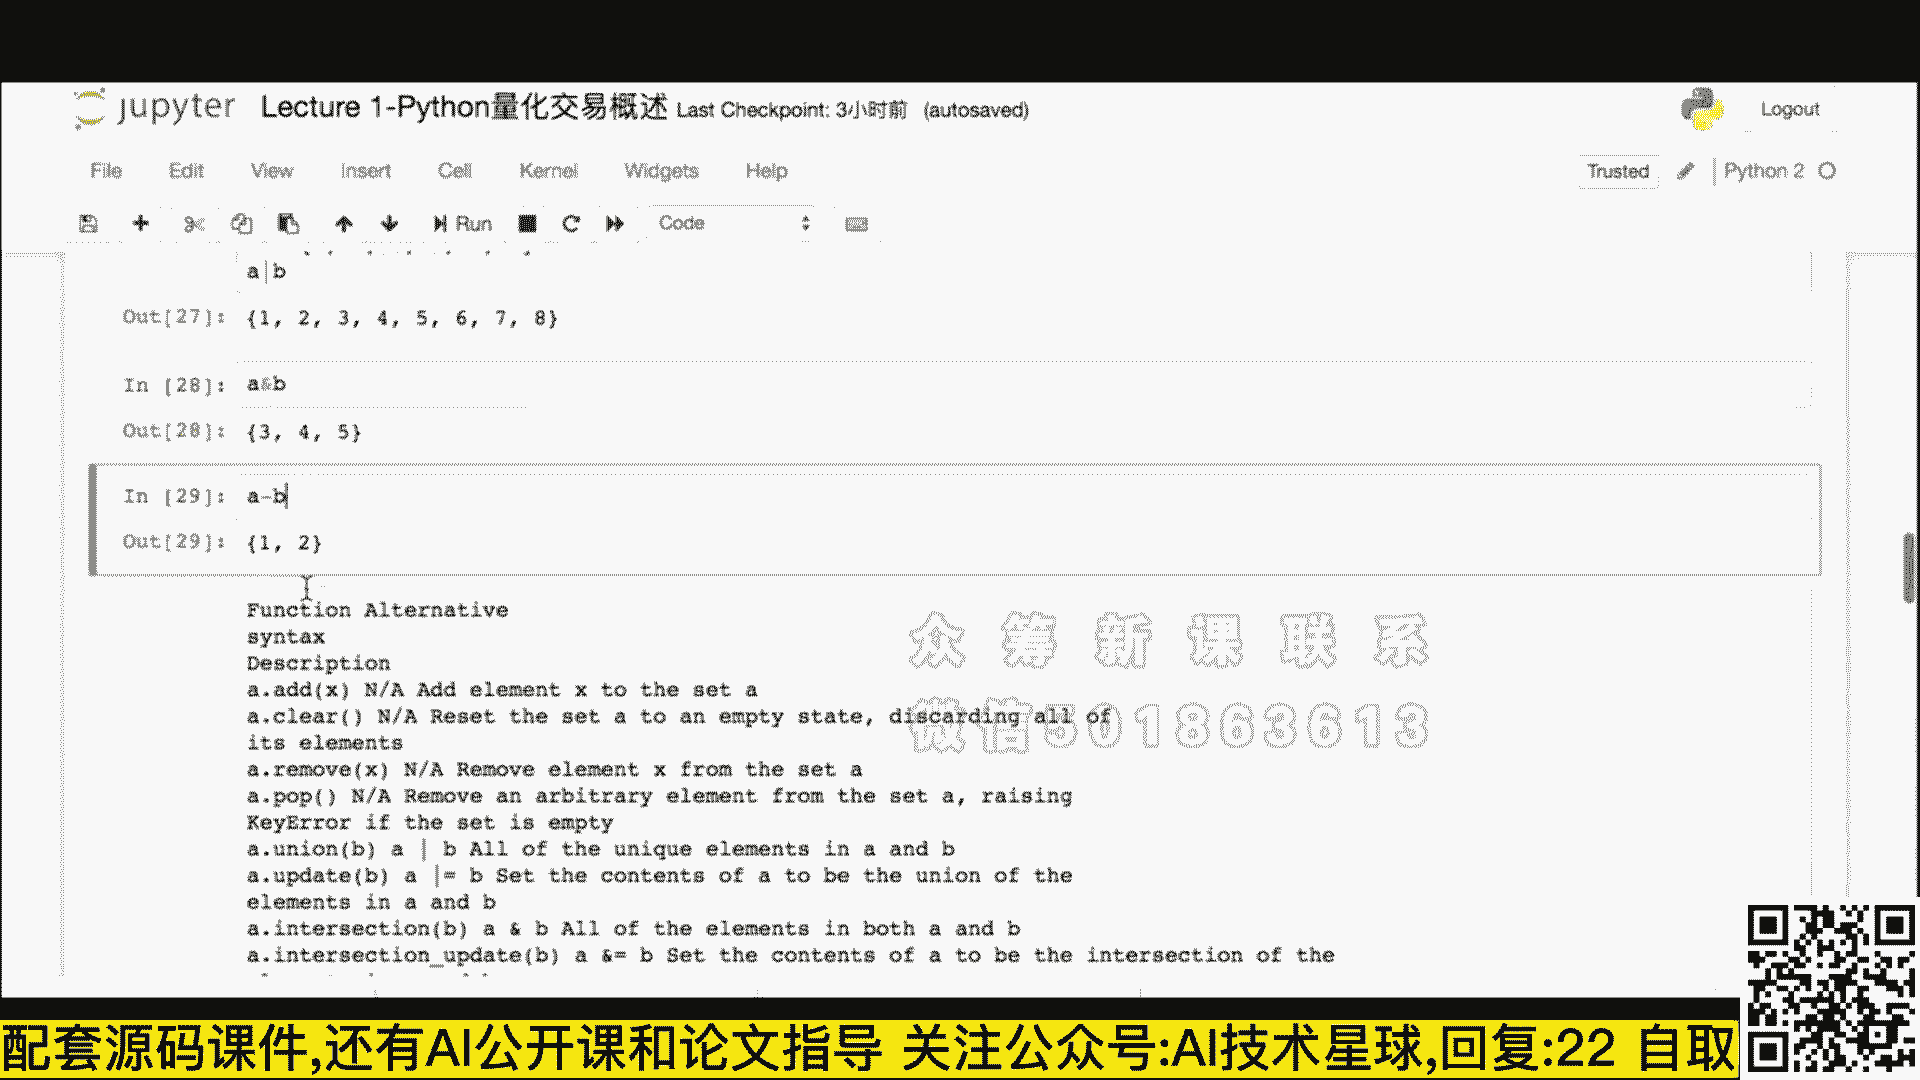 jupyter Lecture 1-Python量化交易概述 Last Checkpoint: 3小时前 (autosaved)
Logout
File Edit View Insert Cell Kernel Widgets Help
Trusted
Python 2
Run
Code
a|b
Out[27]: {1, 2, 3, 4, 5, 6, 7, 8}
In [28]: a&b
Out[28]: {3, 4, 5}
In [29]: a-b
Out[29]: {1, 2}
Function Alternative
syntax
Description
a.add(x) N/A Add element x to the set a
a.clear() N/A Reset the set a to an empty state, discarding all of
its elements
a.remove(x) N/A Remove element x from the set a
a.pop() N/A Remove an arbitrary element from the set a, raising
KeyError if the set is empty
a.union(b) a | b All of the unique elements in a and b
a.update(b) a |= b Set the contents of a to be the union of the
elements in a and b
a.intersection(b) a & b All of the elements in both a and b
a.intersection_update(b) a &= b Set the contents of a to be the intersection of the
众筹新课联系
微信501863613
配套源码课件,还有AI公开课和论文指导 关注公众号:AI技术星球,回复:22 自取